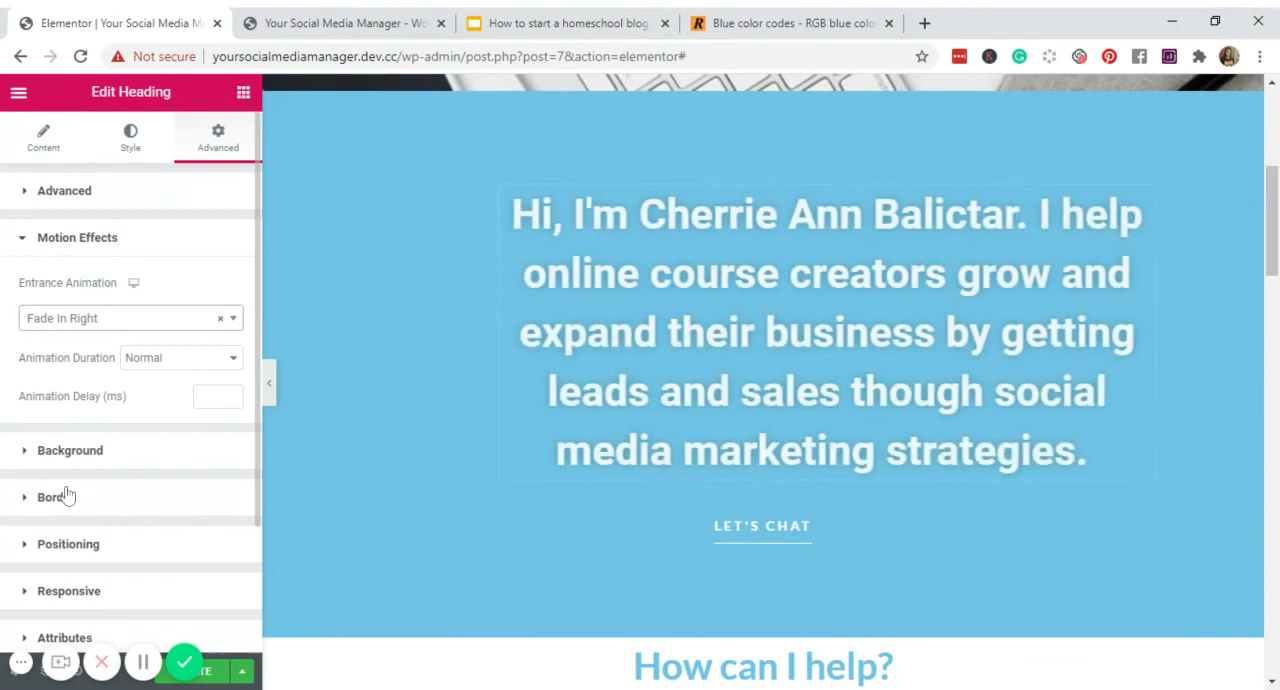 Elementor | Your Social Media M
Your Social Media Manager - Wo
How to start a homeschool blog
Blue color codes - RGB blue colo
Not secure
yoursocialmediamanager.dev.cc/wp-admin/post.php?post=7&action=elementor#
Edit Heading
Content
Style
Advanced
Advanced
Motion Effects
Entrance Animation
Fade In Right
Animation Duration
Normal
Animation Delay (ms)
Background
Bord
Positioning
Responsive
Attributes
TE
Hi, I'm Cherrie Ann Balictar. I help
online course creators grow and
expand their business by getting
leads and sales though social
media marketing strategies.
LET'S CHAT
How can I help?